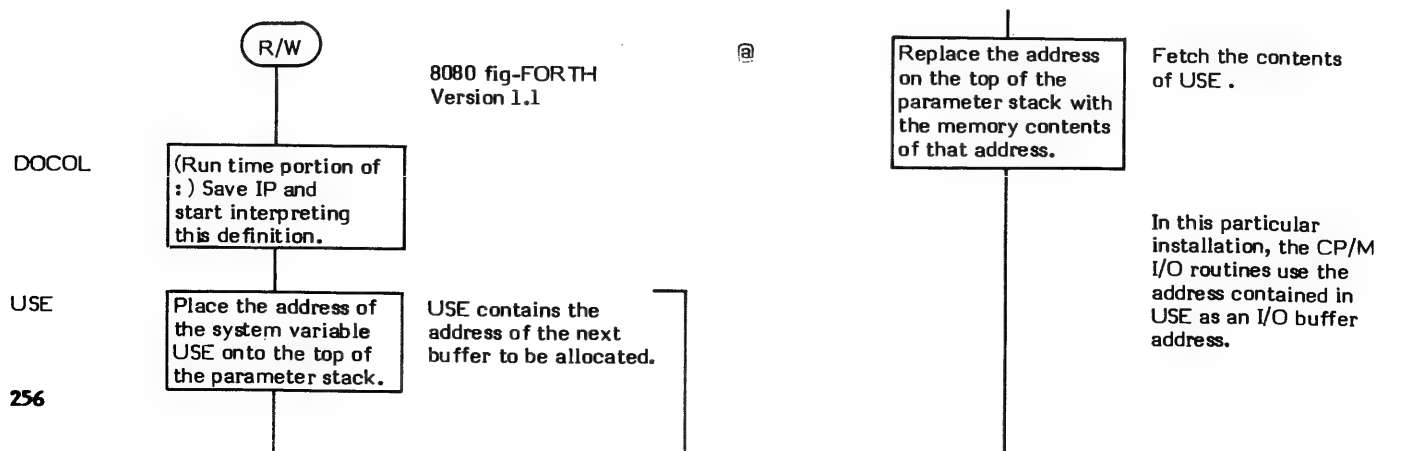 R/W
8080 fig-FORTH
Version 1.1
DOCOL
(Run time portion of
: ) Save IP and
start interpreting
this definition.
USE
Place the address of
the system variable
USE onto the top of
the parameter stack.
USE contains the
address of the next
buffer to be allocated.
256
@
Replace the address
on the top of the
parameter stack with
the memory contents
of that address.
Fetch the contents
of USE .
In this particular
installation, the CP/M
I/O routines use the
address contained in
USE as an I/O buffer
address.